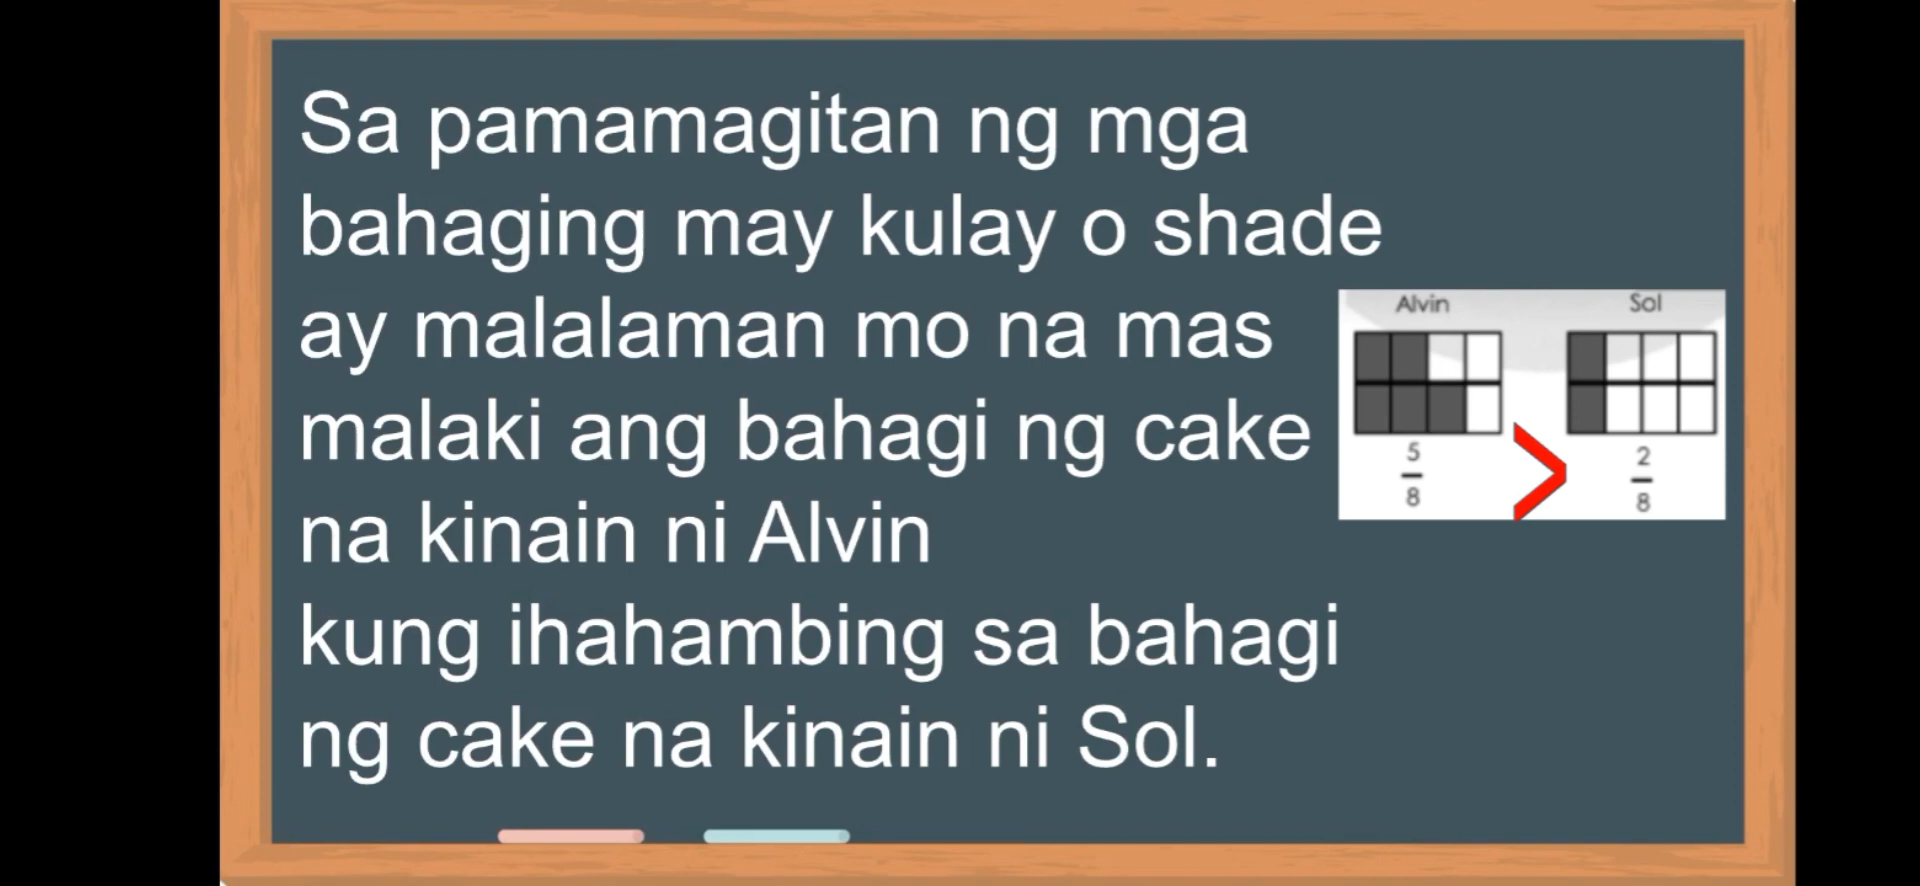 Sa pamamagitan ng mga
bahaging may kulay o shade
ay malalaman mo na mas
malaki ang bahagi ng cake
na kinain ni Alvin
kung ihahambing sa bahagi
ng cake na kinain ni Sol.
Alvin Sol
5/8 > 2/8